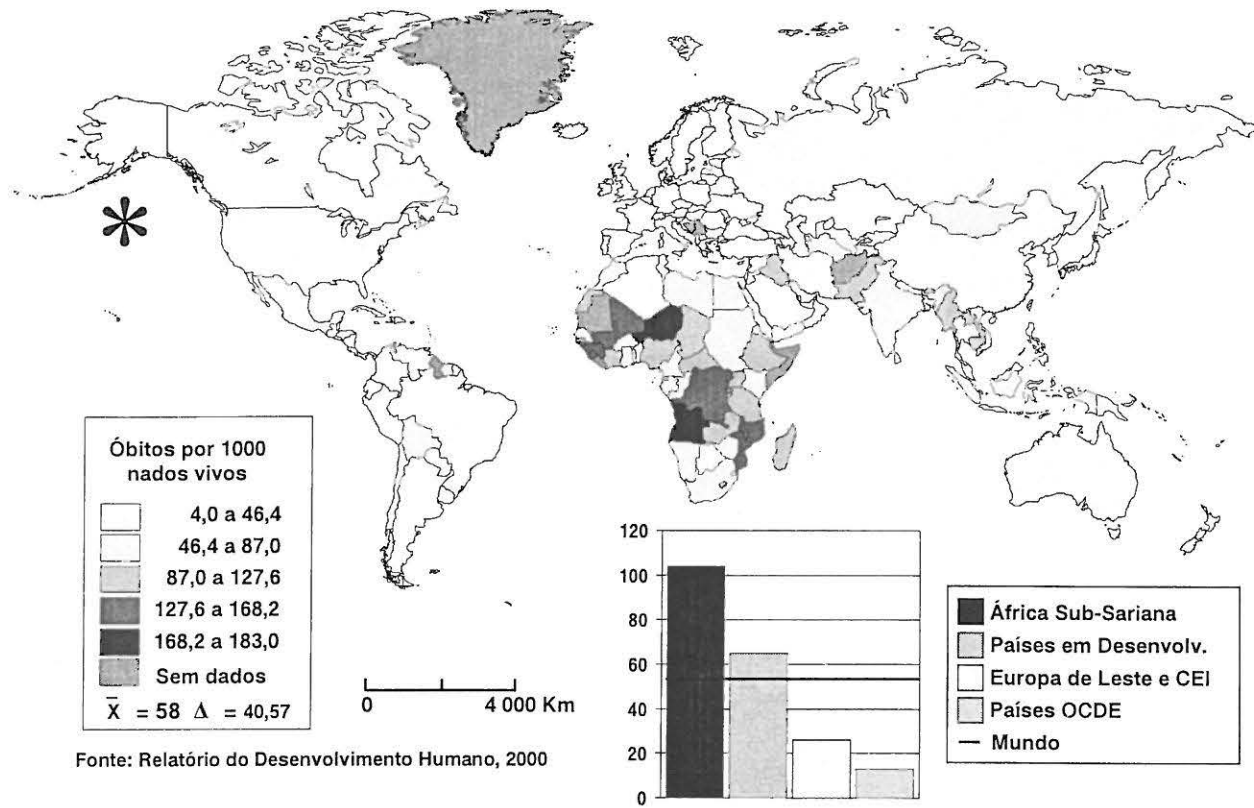 *
Óbitos por 1000
nados vivos
4,0 a 46,4
46,4 a 87,0
87,0 a 127,6
127,6 a 168,2
168,2 a 183,0
Sem dados
X̅ = 58 Δ = 40,57
0 4 000 Km
Fonte: Relatório do Desenvolvimento Humano, 2000
120
100
80
60
40
20
0
África Sub-Sariana
Países em Desenvolv.
Europa de Leste e CEI
Países OCDE
Mundo